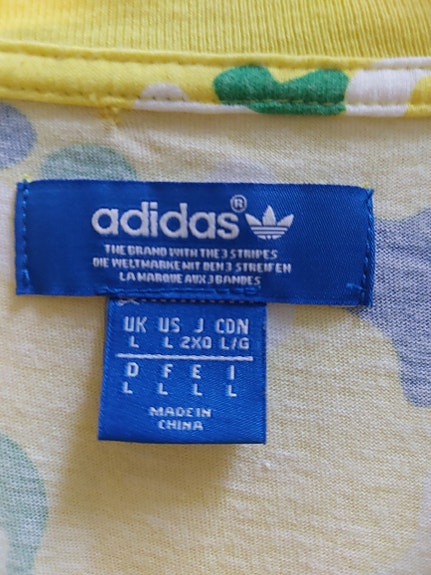 adidas®
THE BRAND WITH THE 3 STRIPES
DIE WELTMARKE MIT DEN 3 STREIFEN
LA MARQUE AUX 3 BANDES
UK US J CDN
L L 2XO L/G
D F E I
L L L L
MADE IN
CHINA